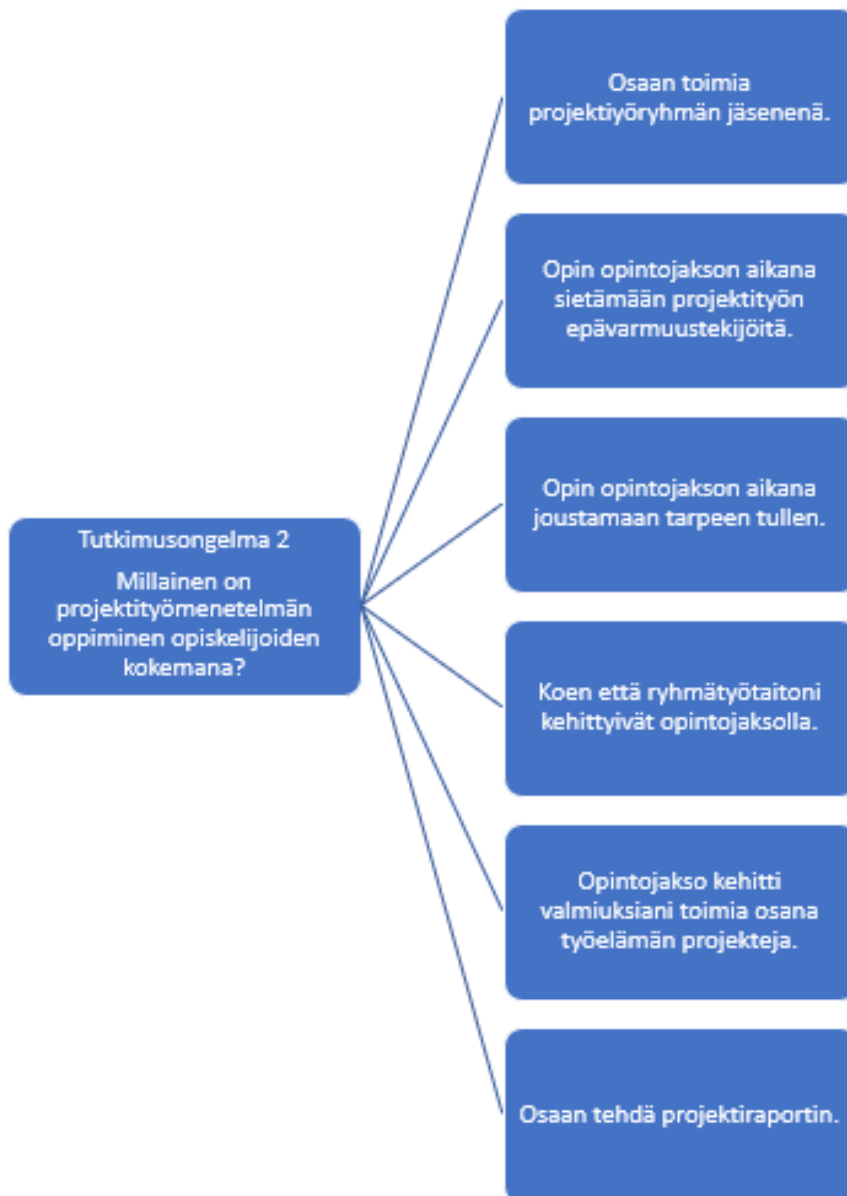 Osaan toimia
projektiyöryhmän jäsenenä.
Opin opintojakson aikana
sietämään projektityön
epävarmuustekijöitä.
Opin opintojakson aikana
joustamaan tarpeen tullen.
Tutkimusongelma 2
Millainen on
projektityömenetelmän
oppiminen opiskelijoiden
kokemana?
Koen että ryhmätyötaitoni
kehittyivät opintojaksolla.
Opintojakso kehitti
valmiuksiani toimia osana
työelämän projekteja.
Osaan tehdä projektiraportin.